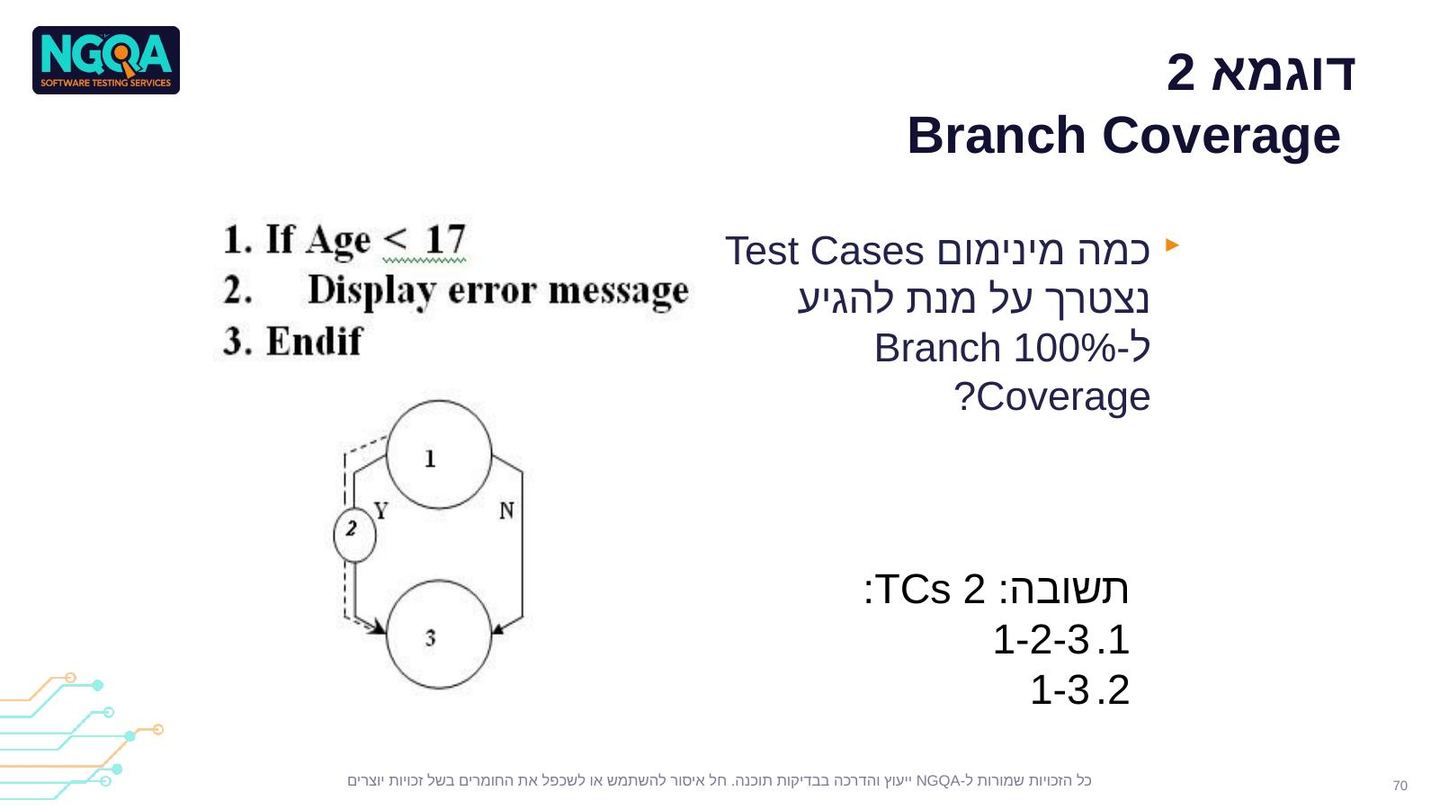 NGQA
SOFTWARE TESTING SERVICES
דוגמא 2
Branch Coverage
כמה מינימום Test Cases
נצטרך על מנת להגיע
ל-100% Branch
Coverage?
1. If Age < 17
2. Display error message
3. Endif
1
Y
N
2
3
תשובה: 2 TCs:
1. 1-2-3
2. 1-3
כל הזכויות שמורות ל-NGQA ייעוץ והדרכה בבדיקות תוכנה. חל איסור להשתמש או לשכפל את החומרים בשל זכויות יוצרים
70